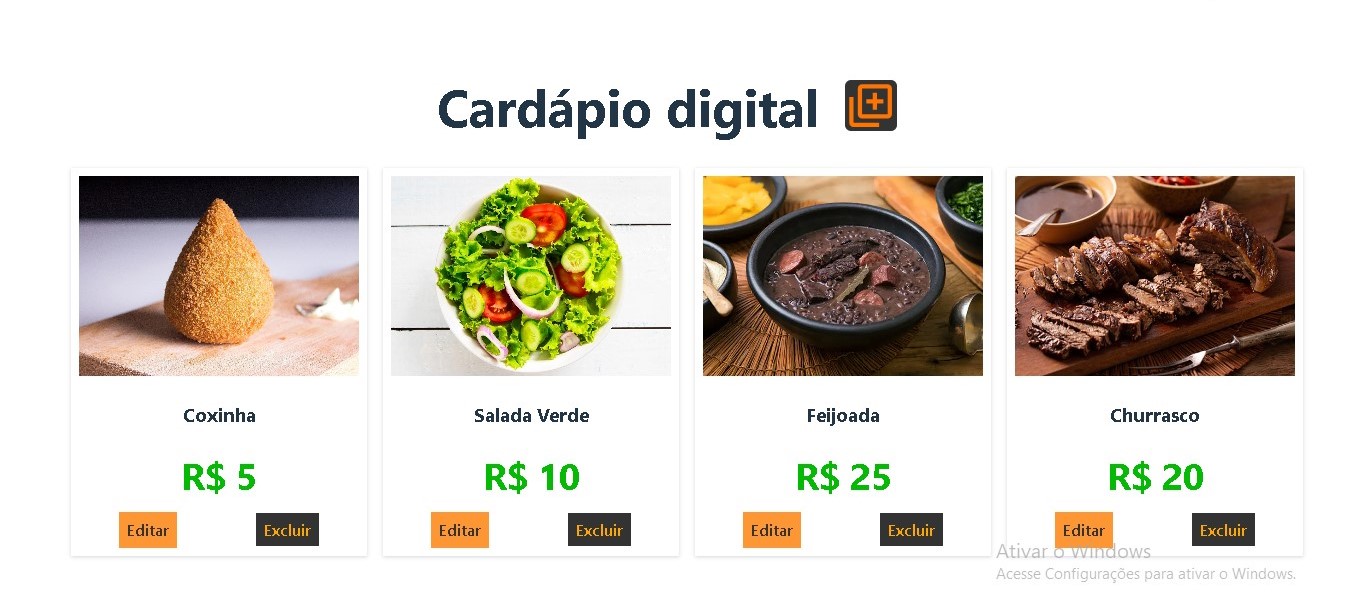 Cardápio digital
Coxinha
R$ 5
Editar Excluir
Salada Verde
R$ 10
Editar Excluir
Feijoada
R$ 25
Editar Excluir
Churrasco
R$ 20
Editar Excluir
Ativar o Windows
Acesse Configurações para ativar o Windows.